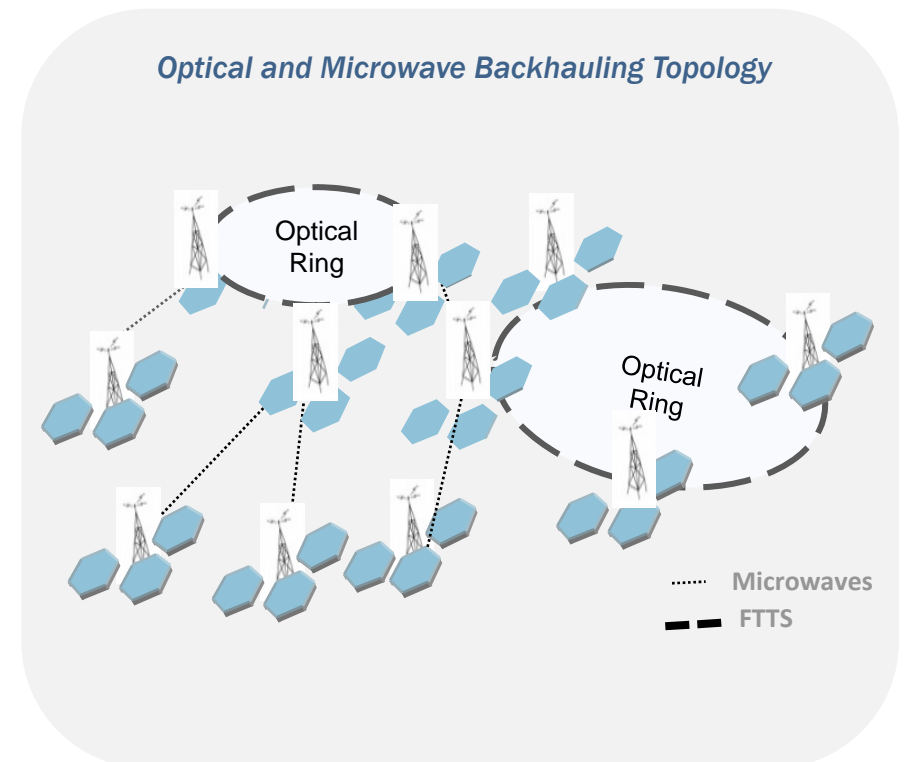 Optical and Microwave Backhauling Topology
Optical
Ring
Optical
Ring
Microwaves
FTTS